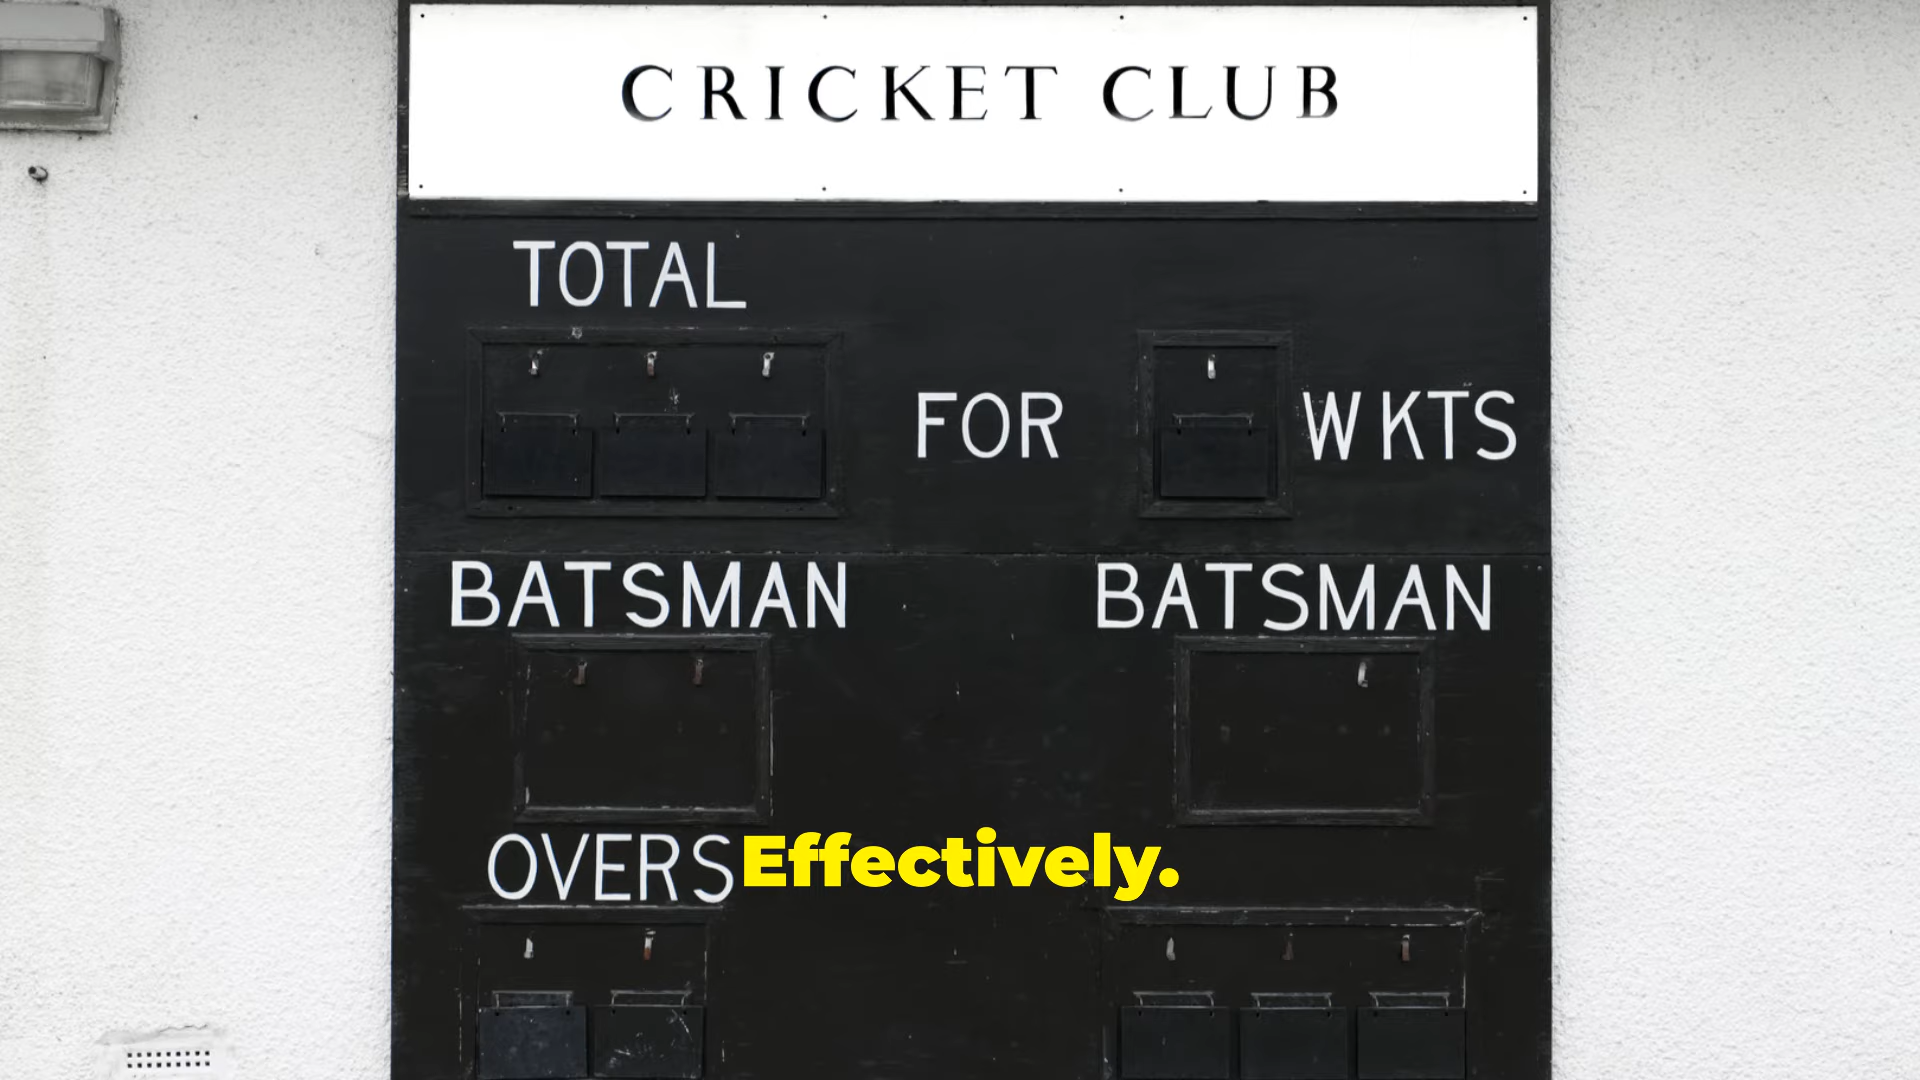 CRICKET CLUB
TOTAL
FOR WKTS
BATSMAN BATSMAN
OVERS Effectively.